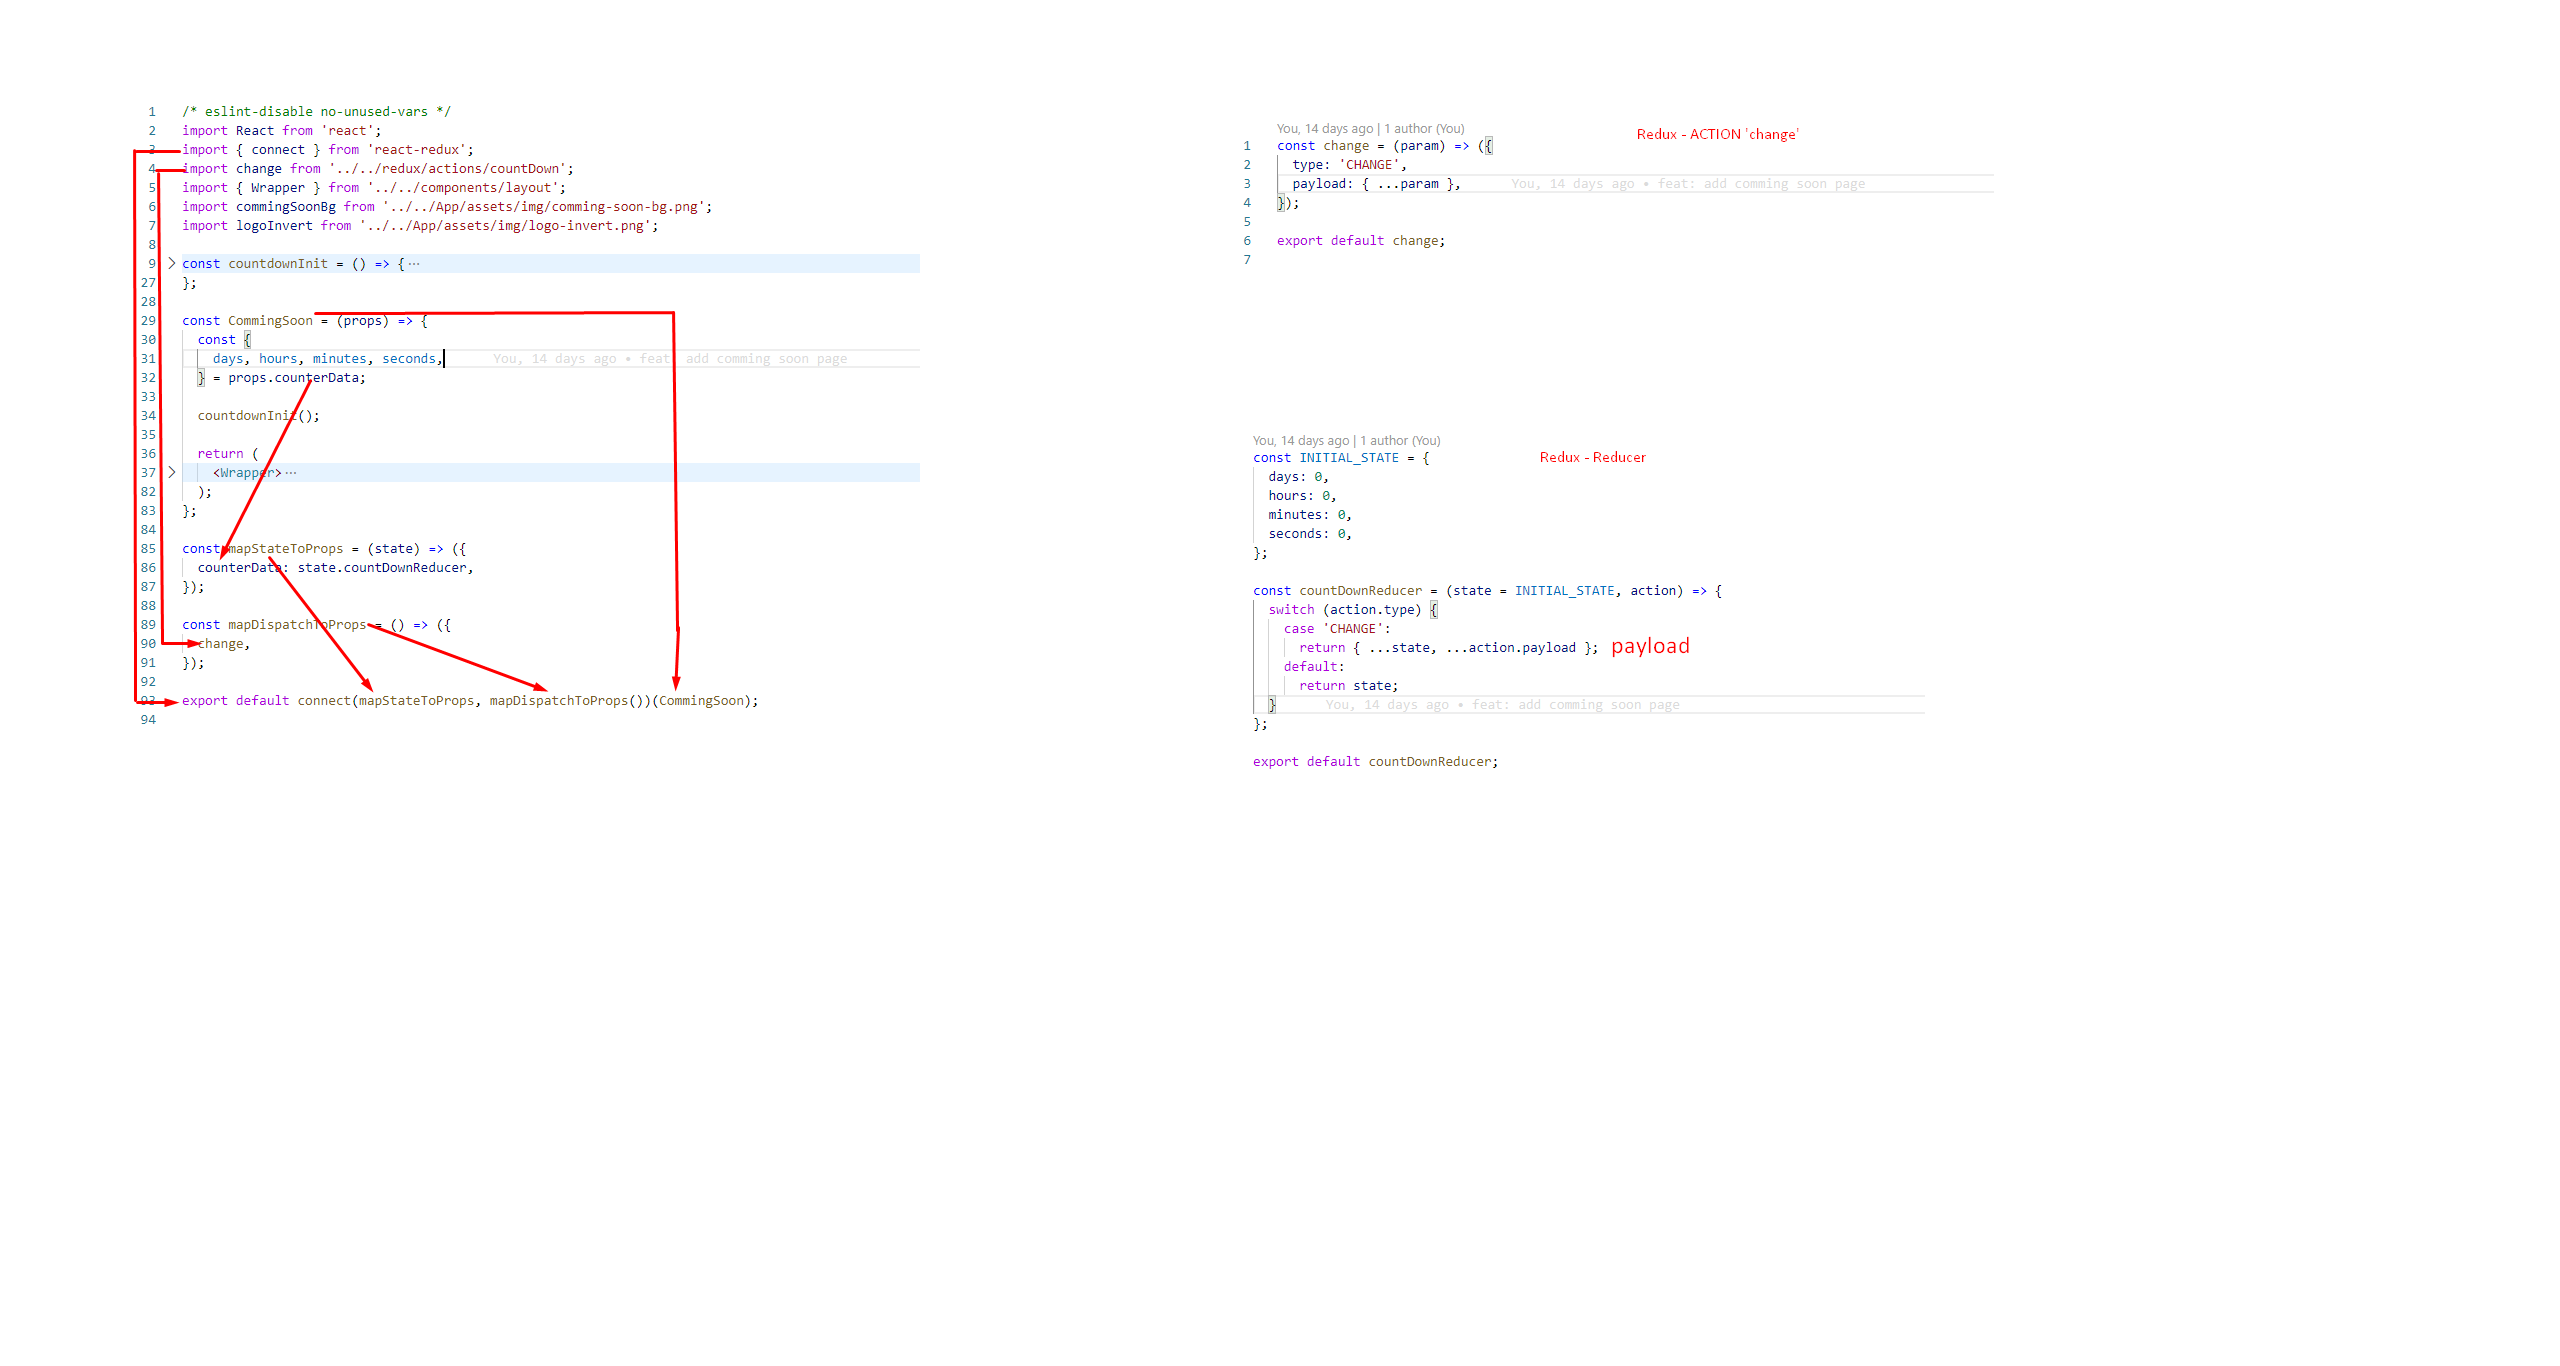 1 /* eslint-disable no-unused-vars */
2 import React from 'react';
3 import { connect } from 'react-redux';
4 import change from '../../redux/actions/countDown';
5 import { Wrapper } from '../../components/layout';
6 import commingSoonBg from '../../App/assets/img/comming-soon-bg.png';
7 import logoInvert from '../../App/assets/img/logo-invert.png';
8
9 const countdownInit = () => { ···
27 };
28
29 const CommingSoon = (props) => {
30 const {
31 days, hours, minutes, seconds, You, 14 days ago • feat: add comming soon page
32 } = props.counterData;
33
34 countdownInit();
35
36 return (
37 <Wrapper> ···
82 );
83 };
84
85 const mapStateToProps = (state) => ({
86 counterData: state.countDownReducer,
87 });
88
89 const mapDispatchToProps = () => ({
90 change,
91 });
92
93 export default connect(mapStateToProps, mapDispatchToProps())(CommingSoon);
94
You, 14 days ago | 1 author (You)
Redux - ACTION 'change'
1 const change = (param) => ({
2 type: 'CHANGE',
3 payload: { ...param }, You, 14 days ago • feat: add comming soon page
4 });
5
6 export default change;
7
You, 14 days ago | 1 author (You)
const INITIAL_STATE = { Redux - Reducer
days: 0,
hours: 0,
minutes: 0,
seconds: 0,
};
const countDownReducer = (state = INITIAL_STATE, action) => {
switch (action.type) {
case 'CHANGE':
return { ...state, ...action.payload }; payload
default:
return state;
} You, 14 days ago • feat: add comming soon page
};
export default countDownReducer;